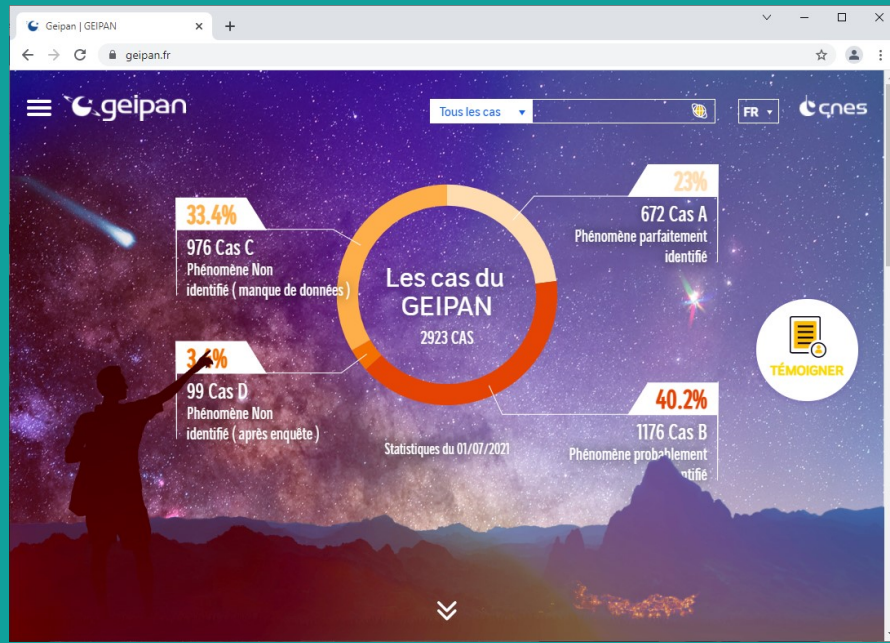 Geipan | GEIPAN
geipan.fr
geipan
Tous les cas
FR
cnes
33.4%
976 Cas C
Phénomène Non
identifié ( manque de données )
23%
672 Cas A
Phénomène parfaitement
identifié
Les cas du
GEIPAN
2923 CAS
TÉMOIGNER
99 Cas D
Phénomène Non
identifié ( après enquête )
40.2%
1176 Cas B
Phénomène probablement
Statistiques du 01/07/2021